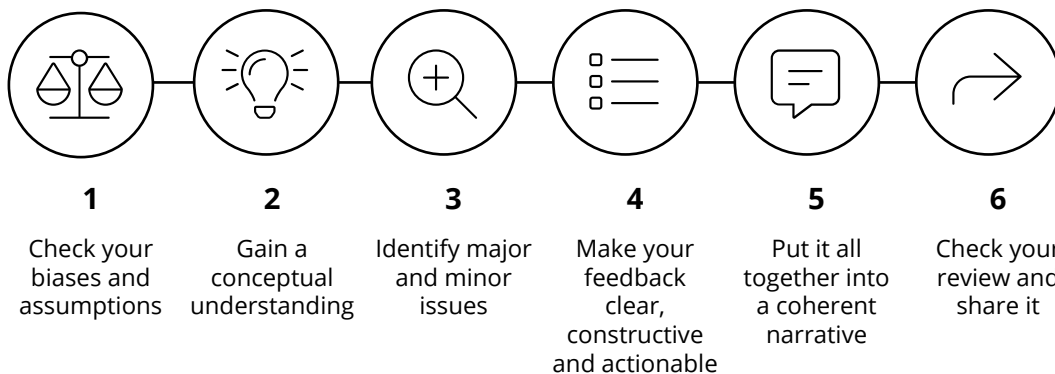 1
Check your
biases and
assumptions
2
Gain a
conceptual
understanding
3
Identify major
and minor
issues
4
Make your
feedback
clear,
constructive
and actionable
5
Put it all
together into
a coherent
narrative
6
Check your
review and
share it